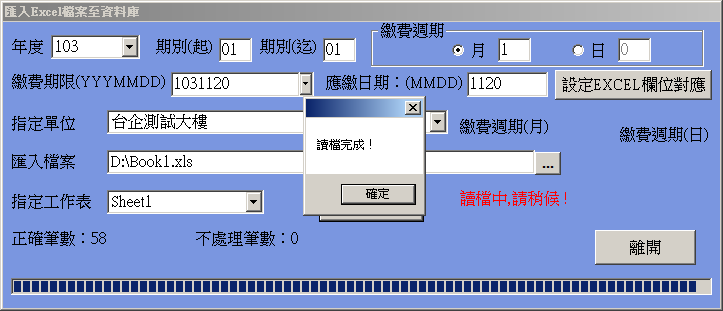 匯入Excel檔案至資料庫
年度 103 期別(起) 01 期別(迄) 01 繳費週期 月 1 日 0
繳費期限(YYYMMDD) 1031120 應繳日期：(MMDD) 1120 設定EXCEL欄位對應
指定單位 台企測試大樓 繳費週期(月) 繳費週期(日)
讀檔完成！
匯入檔案 D:\Book1.xls ...
確定
指定工作表 Sheet1 讀檔中,請稍候！
正確筆數：58 不處理筆數：0 離開